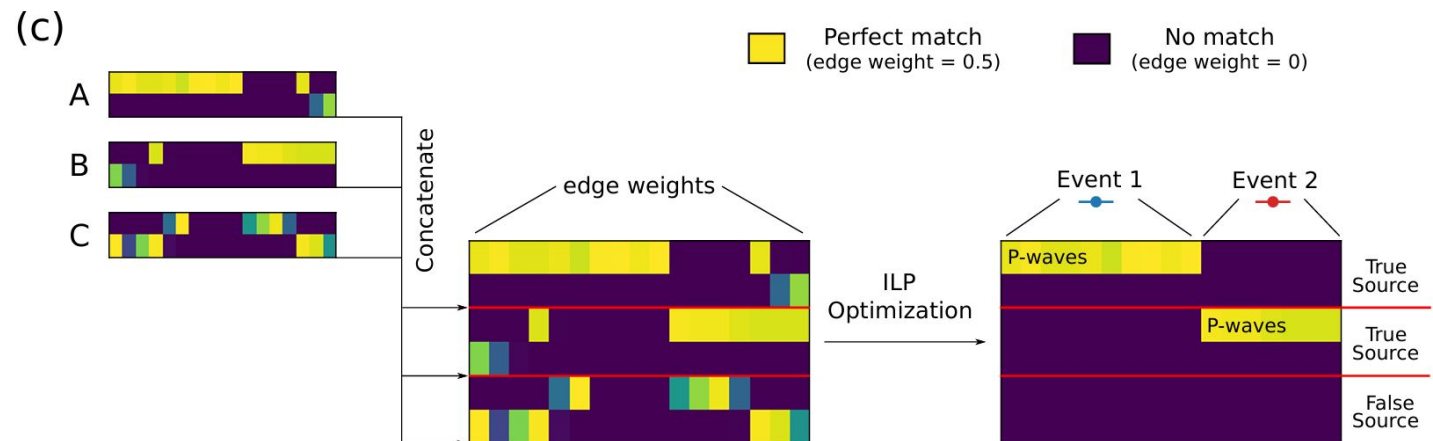 (c)
Perfect match
(edge weight = 0.5)
No match
(edge weight = 0)
A
B
C
Concatenate
edge weights
ILP
Optimization
Event 1
Event 2
P-waves
True
Source
P-waves
True
Source
False
Source